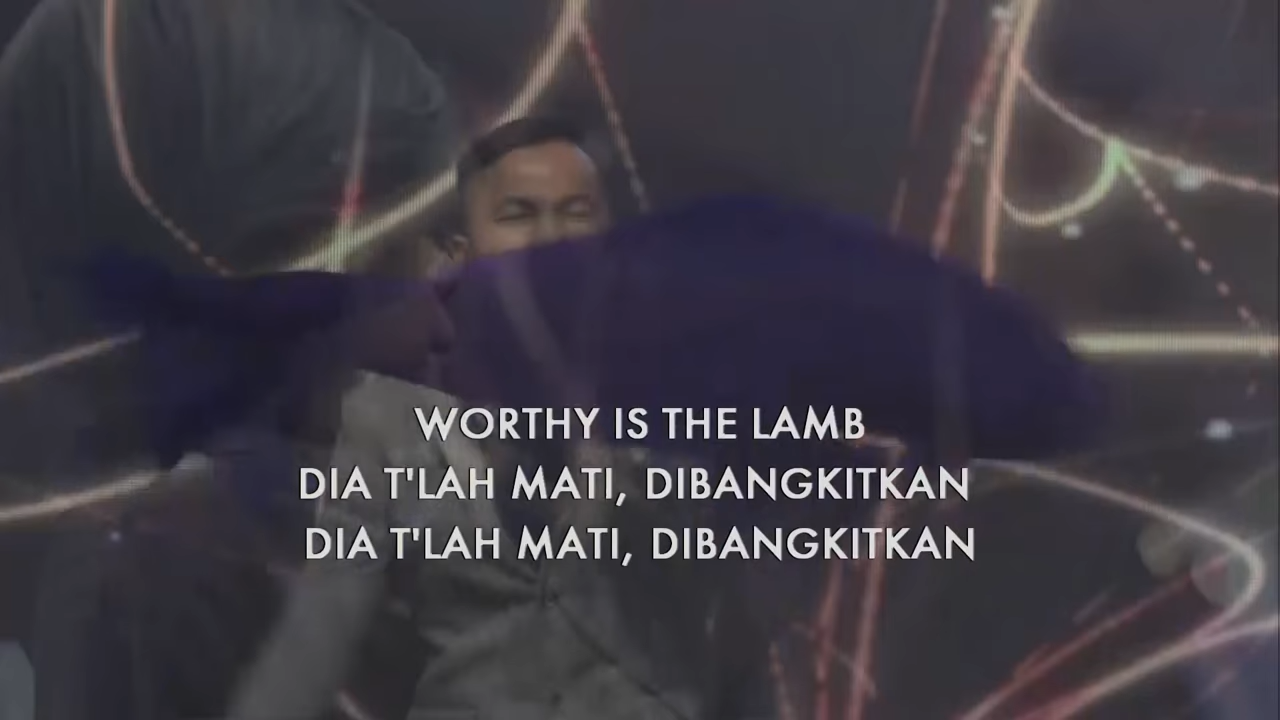 WORTHY IS THE LAMB
DIA T'LAH MATI, DIBANGKITKAN
DIA T'LAH MATI, DIBANGKITKAN